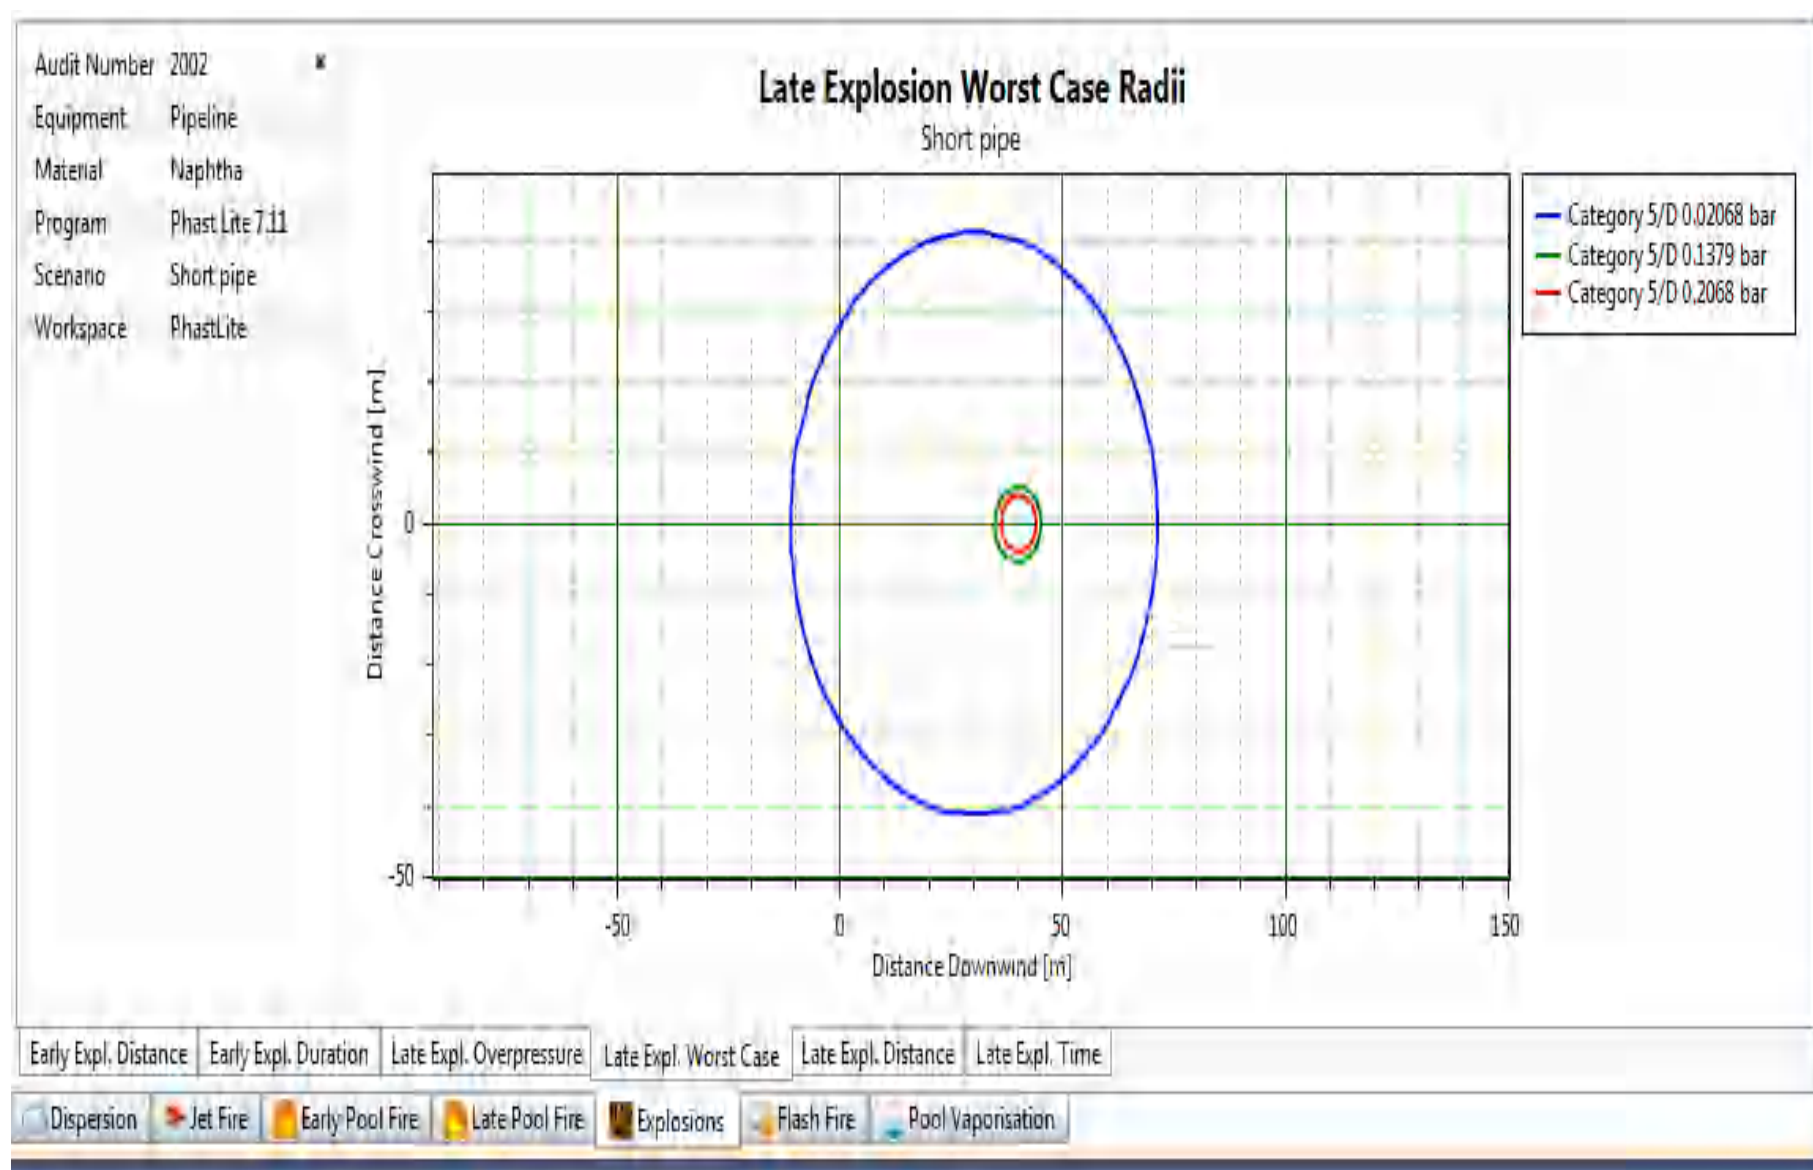 Audit Number 2002
Equipment Pipeline
Material Naphtha
Program Phast Lite 7.11
Scenario Short pipe
Workspace PhastLite
Late Explosion Worst Case Radii
Short pipe
Category 5/D 0.02068 bar
Category 5/D 0.1379 bar
Category 5/D 0.2068 bar
Distance Crosswind [m]
0
-50
-50 0 50 100 150
Distance Downwind [m]
Early Expl. Distance Early Expl. Duration Late Expl. Overpressure Late Expl. Worst Case Late Expl. Distance Late Expl. Time
Dispersion Jet Fire Early Pool Fire Late Pool Fire Explosions Flash Fire Pool Vaporisation